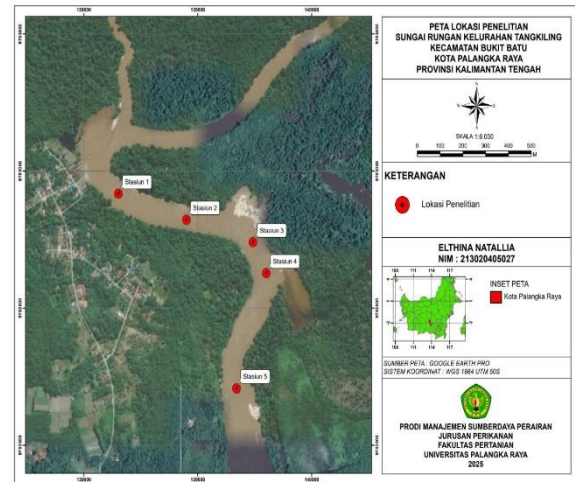 PETA LOKASI PENELITIAN
SUNGAI RUNGAN KELURAHAN TANGKILING
KECAMATAN BUKIT BATU
KOTA PALANGKA RAYA
PROVINSI KALIMANTAN TENGAH
SKALA 1:6.000
0 100 200 300 400 500
M
KETERANGAN
Lokasi Penelitian
ELTHINA NATALLIA
NIM : 213020405027
INSET PETA
Kota Palangka Raya
SUMBER PETA : GOOGLE EARTH PRO
SISTEM KOORDINAT : WGS 1984 UTM 50S
PRODI MANAJEMEN SUMBERDAYA PERAIRAN
JURUSAN PERIKANAN
FAKULTAS PERTANIAN
UNIVERSITAS PALANGKA RAYA
2025
Stasiun 1
Stasiun 2
Stasiun 3
Stasiun 4
Stasiun 5